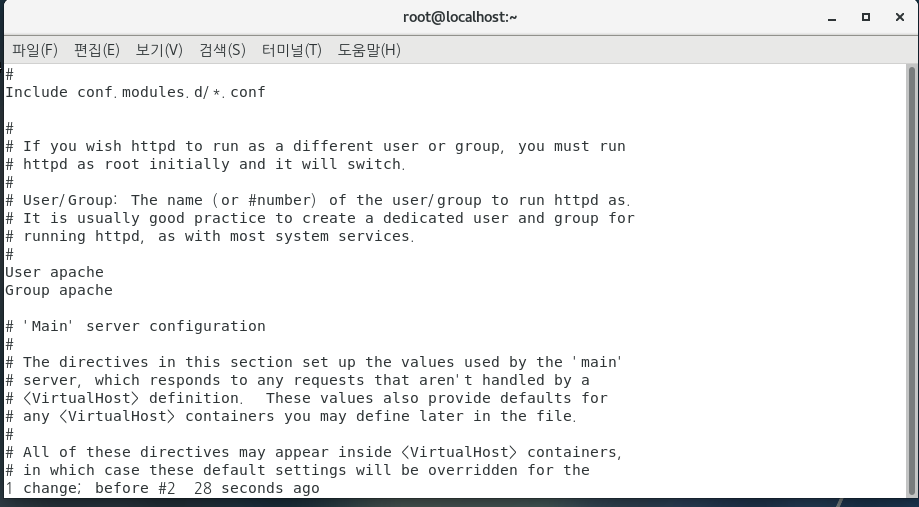 root@localhost:~
파일(F) 편집(E) 보기(V) 검색(S) 터미널(T) 도움말(H)
#
Include conf.modules.d/*.conf
#
# If you wish httpd to run as a different user or group, you must run
# httpd as root initially and it will switch.
#
# User/Group: The name (or #number) of the user/group to run httpd as.
# It is usually good practice to create a dedicated user and group for
# running httpd, as with most system services.
#
User apache
Group apache
# 'Main' server configuration
#
# The directives in this section set up the values used by the 'main'
# server, which responds to any requests that aren't handled by a
# <VirtualHost> definition.  These values also provide defaults for
# any <VirtualHost> containers you may define later in the file.
#
# All of these directives may appear inside <VirtualHost> containers,
# in which case these default settings will be overridden for the
1 change; before #2  28 seconds ago